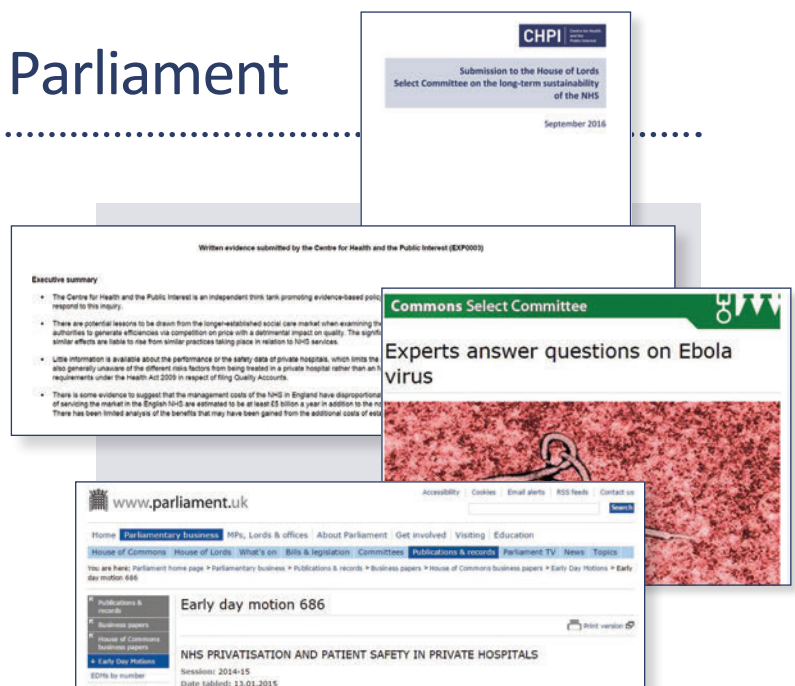 Parliament
CHPI Centre for Health and the Public Interest
Submission to the House of Lords
Select Committee on the long-term sustainability
of the NHS
September 2016
Written evidence submitted by the Centre for Health and the Public Interest (EXP0003)
Executive summary
• The Centre for Health and the Public Interest is an independent think tank promoting evidence-based polic
respond to this inquiry.
• There are potential lessons to be drawn from the longer-established social care market when examining the
authorities to generate efficiencies via competition on price with a detrimental impact on quality. The signifi
similar effects are liable to rise from similar practices taking place in relation to NHS services.
• Little information is available about the performance or the safety data of private hospitals, which limits the
also generally unaware of the different risks factors from being treated in a private hospital rather than an N
requirements under the Health Act 2009 in respect of filing Quality Accounts.
• There is some evidence to suggest that the management costs of the NHS in England have disproportiona
of servicing the market in the English NHS are estimated to be at least £5 billion a year in addition to the no
There has been limited analysis of the benefits that may have been gained from the additional costs of esta
Commons Select Committee
Experts answer questions on Ebola
virus
www.parliament.uk
Accessibility Cookies Email alerts RSS feeds Contact us
Search
Home Parliamentary business MPs, Lords & offices About Parliament Get involved Visiting Education
House of Commons House of Lords What's on Bills & legislation Committees Publications & records Parliament TV News Topics
You are here: Parliament home page > Parliamentary business > Publications & records > Business papers > House of Commons business papers > Early Day Motions > Early
day motion 686
Publications &
records
Business papers
House of Commons
business papers
Early Day Motions
EDMs by number
Early day motion 686
Print version
NHS PRIVATISATION AND PATIENT SAFETY IN PRIVATE HOSPITALS
Session: 2014-15
Date tabled: 13.01.2015